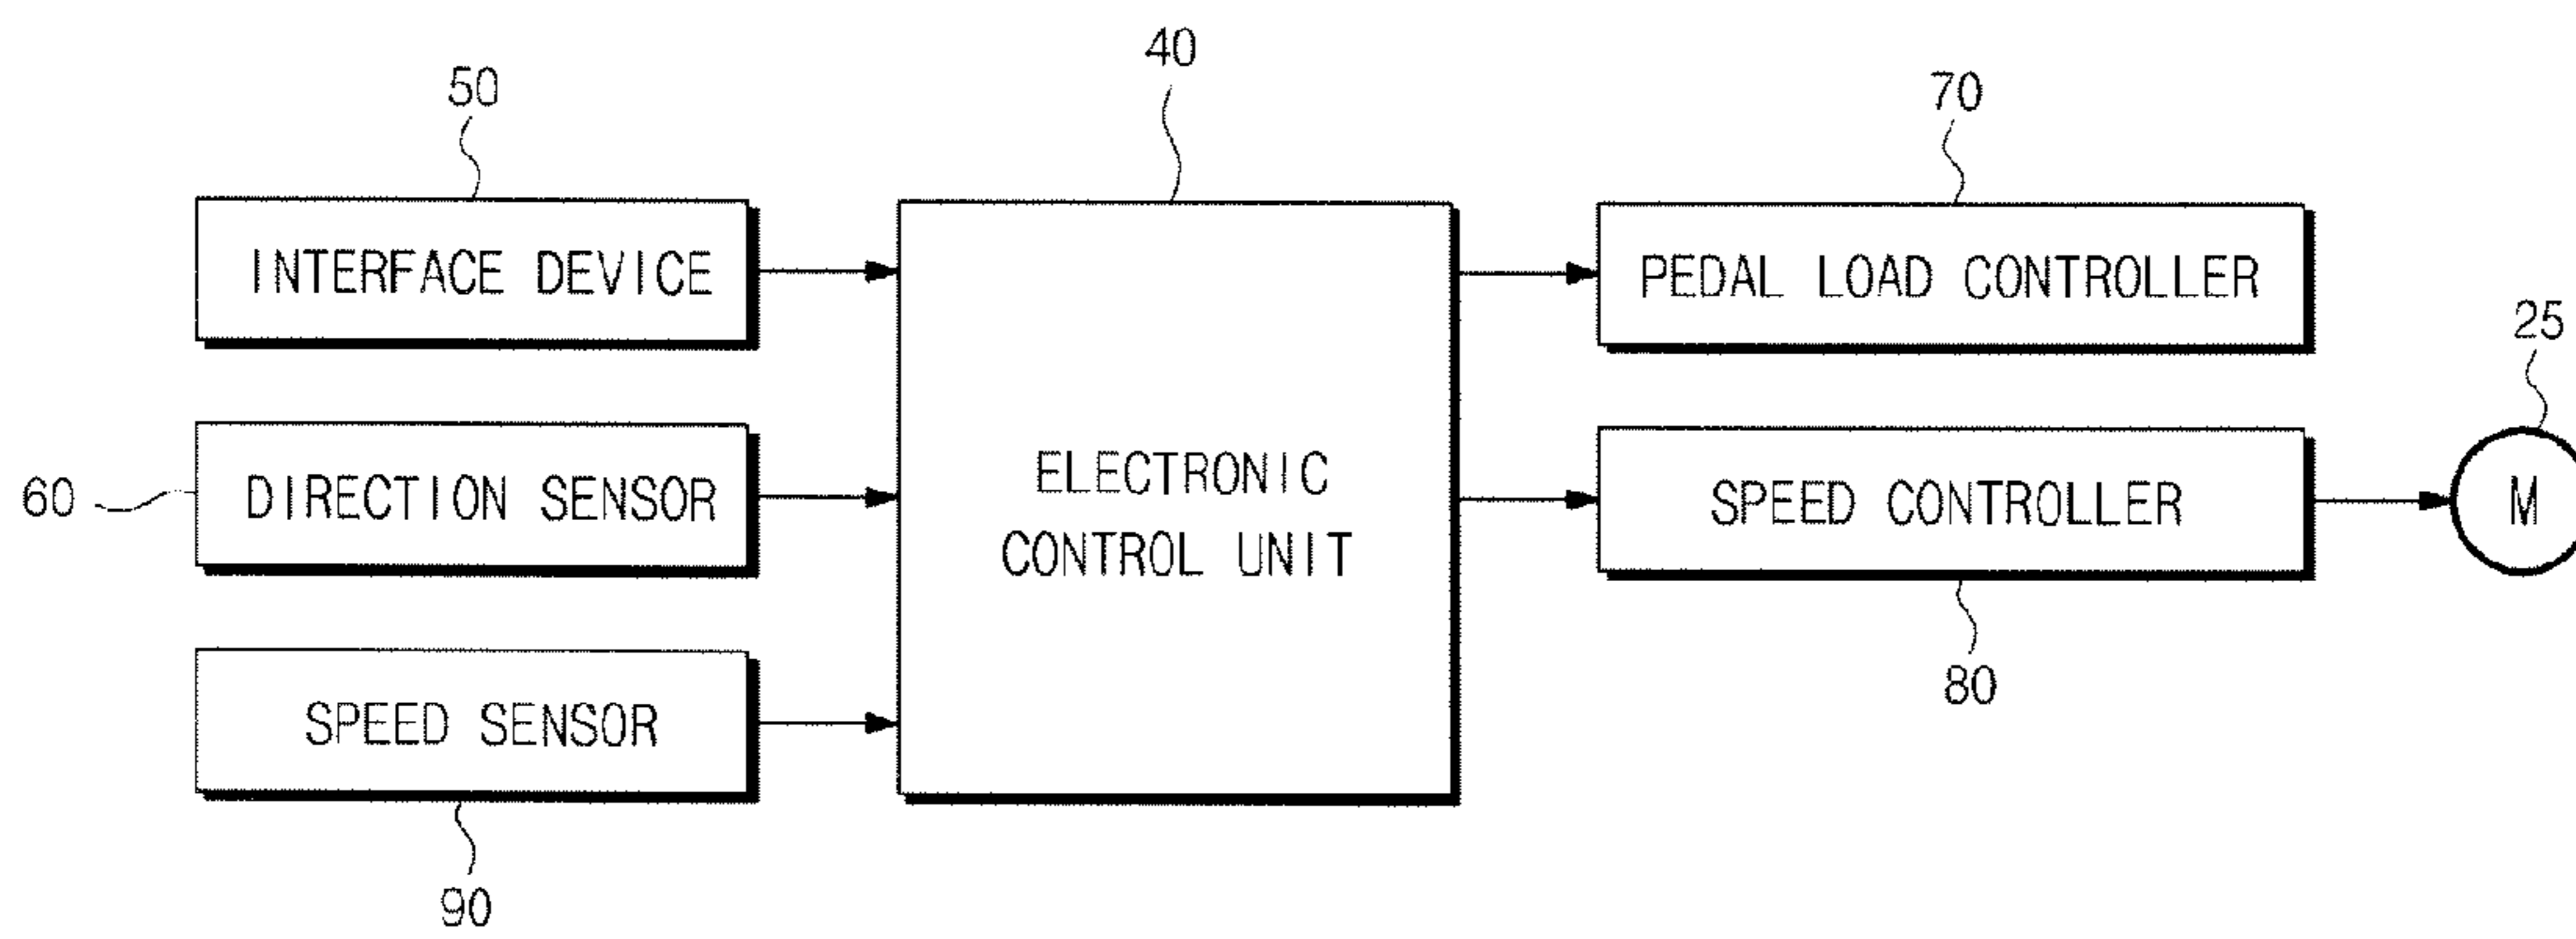 40
50
70
INTERFACE DEVICE
PEDAL LOAD CONTROLLER
25
60
DIRECTION SENSOR
ELECTRONIC
CONTROL UNIT
SPEED CONTROLLER
M
80
SPEED SENSOR
90